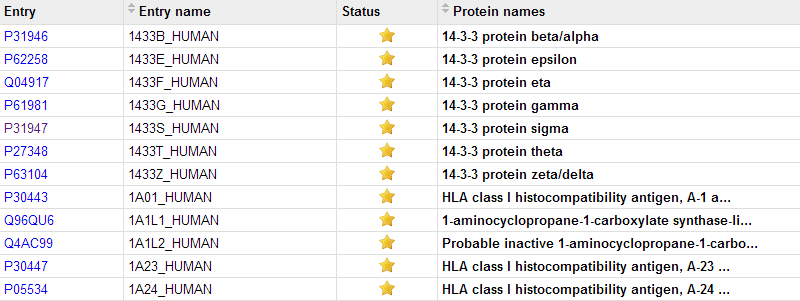 Entry Entry name Status Protein names
P31946 1433B_HUMAN 14-3-3 protein beta/alpha
P62258 1433E_HUMAN 14-3-3 protein epsilon
Q04917 1433F_HUMAN 14-3-3 protein eta
P61981 1433G_HUMAN 14-3-3 protein gamma
P31947 1433S_HUMAN 14-3-3 protein sigma
P27348 1433T_HUMAN 14-3-3 protein theta
P63104 1433Z_HUMAN 14-3-3 protein zeta/delta
P30443 1A01_HUMAN HLA class I histocompatibility antigen, A-1 a...
Q96QU6 1A1L1_HUMAN 1-aminocyclopropane-1-carboxylate synthase-li...
Q4AC99 1A1L2_HUMAN Probable inactive 1-aminocyclopropane-1-carbo...
P30447 1A23_HUMAN HLA class I histocompatibility antigen, A-23 ...
P05534 1A24_HUMAN HLA class I histocompatibility antigen, A-24 ...